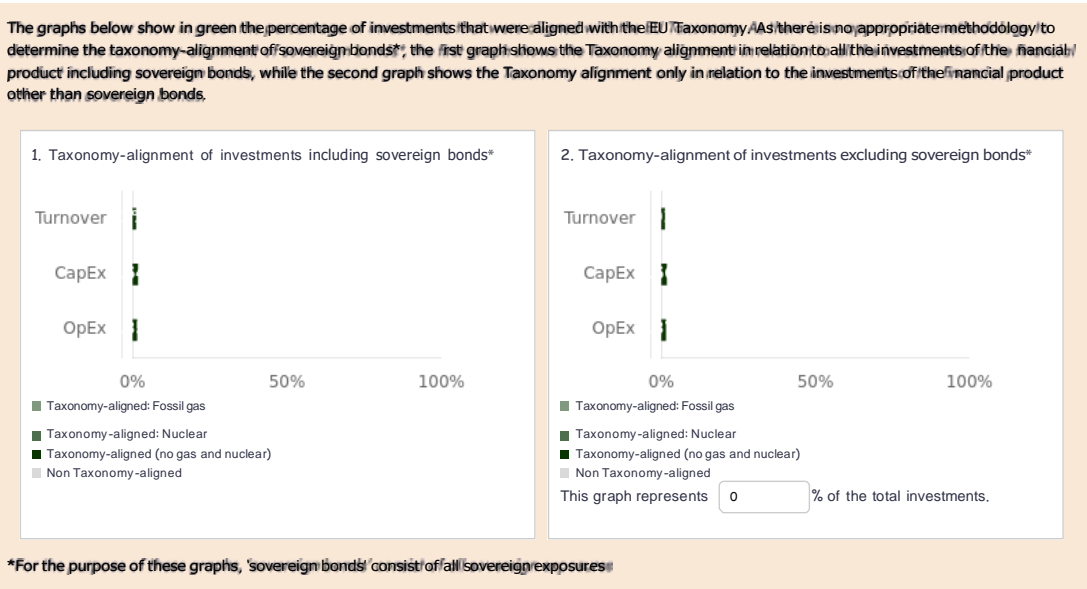 The graphs below show in green the percentage of investments that were aligned with the EU Taxonomy. As there is no appropriate methodology to
determine the taxonomy-alignment of sovereign bonds*, the first graph shows the Taxonomy alignment in relation to all the investments of the financial
product including sovereign bonds, while the second graph shows the Taxonomy alignment only in relation to the investments of the financial product
other than sovereign bonds.
1. Taxonomy-alignment of investments including sovereign bonds*
Turnover
CapEx
OpEx
0% 50% 100%
Taxonomy-aligned: Fossil gas
Taxonomy-aligned: Nuclear
Taxonomy-aligned (no gas and nuclear)
Non Taxonomy-aligned
2. Taxonomy-alignment of investments excluding sovereign bonds*
Turnover
CapEx
OpEx
0% 50% 100%
Taxonomy-aligned: Fossil gas
Taxonomy-aligned: Nuclear
Taxonomy-aligned (no gas and nuclear)
Non Taxonomy-aligned
This graph represents 0 % of the total investments.
*For the purpose of these graphs, 'sovereign bonds' consist of all sovereign exposures